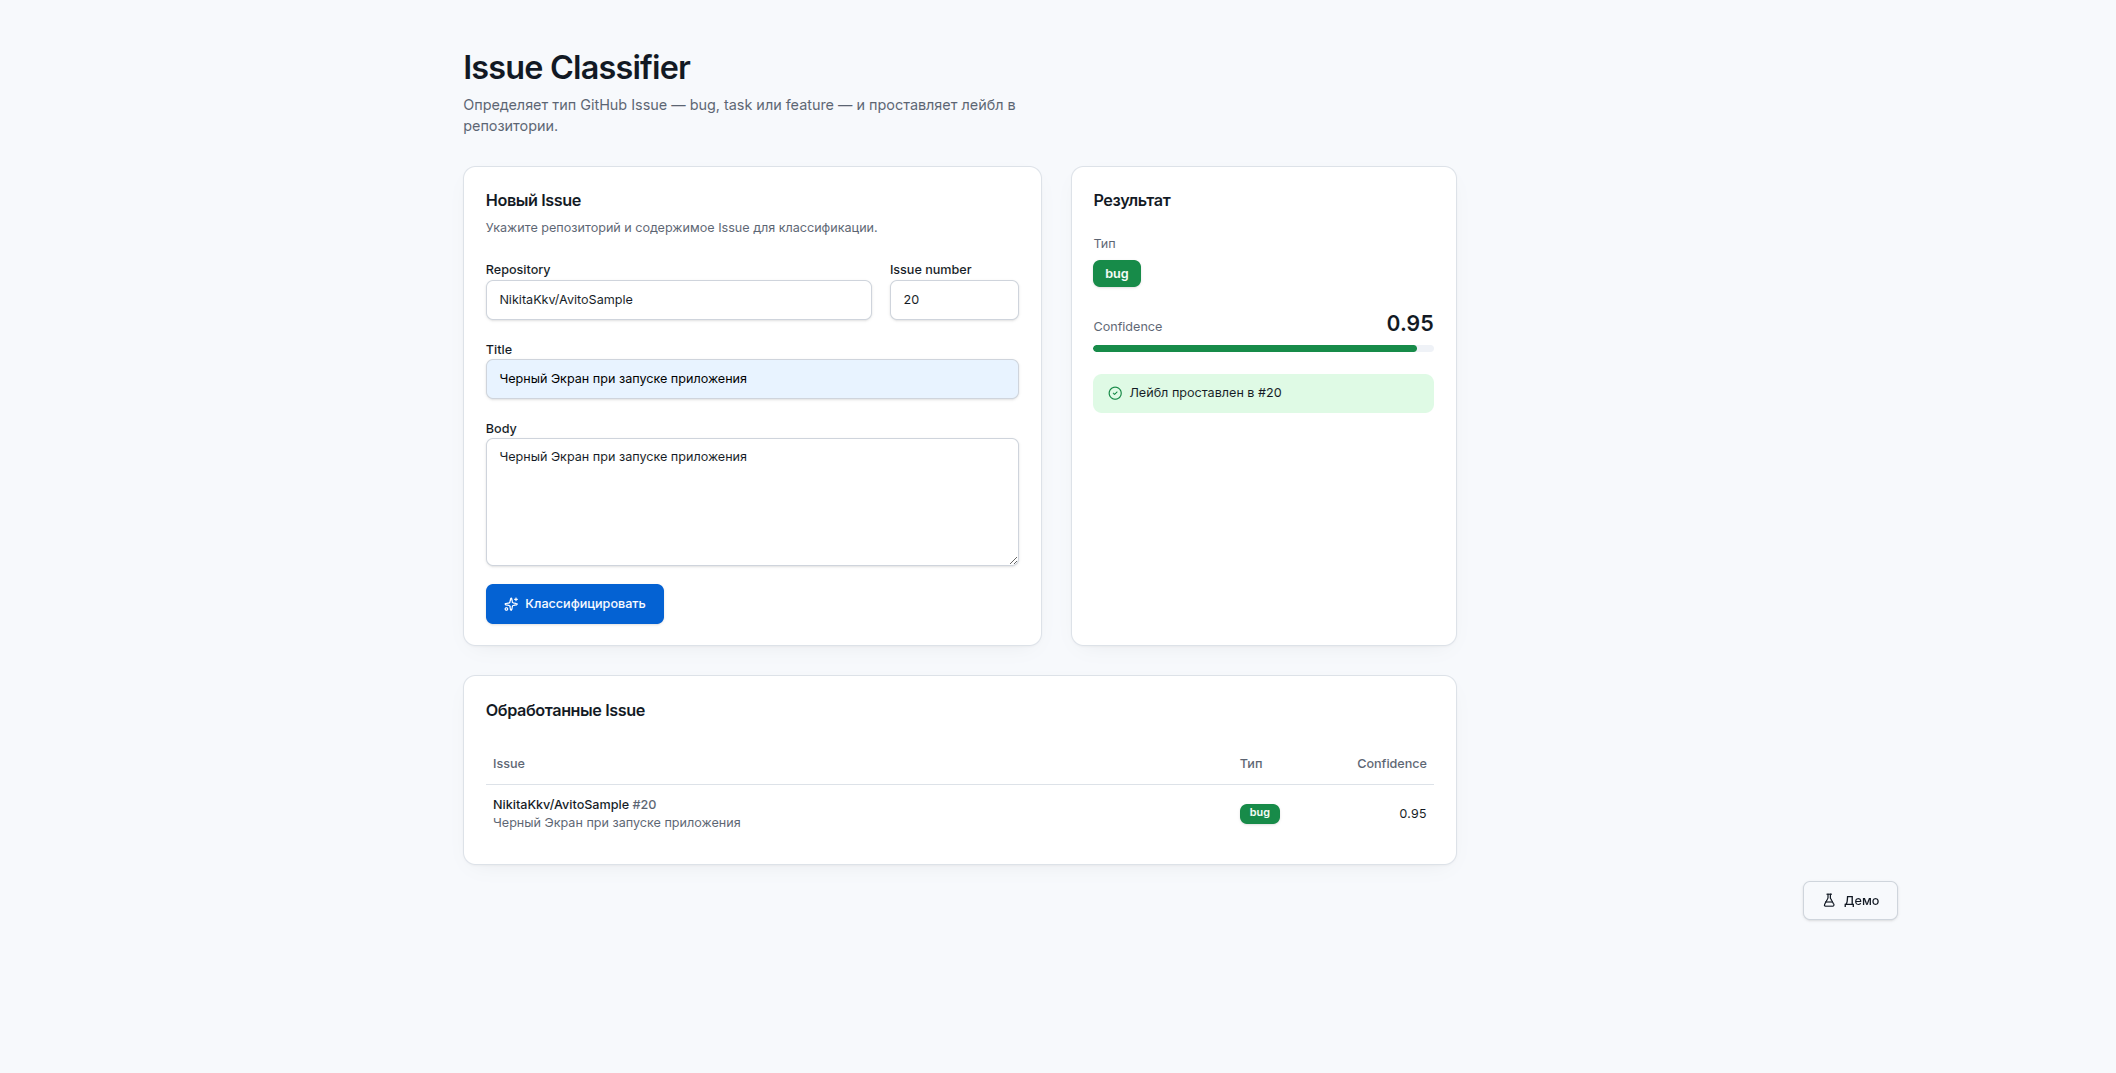 Issue Classifier
Определяет тип GitHub Issue — bug, task или feature — и проставляет лейбл в
репозитории.
Новый Issue
Укажите репозиторий и содержимое Issue для классификации.
Repository
Issue number
NikitaKkv/AvitoSample
20
Title
Черный Экран при запуске приложения
Body
Черный Экран при запуске приложения
Классифицировать
Результат
Тип
bug
Confidence
0.95
Лейбл проставлен в #20
Обработанные Issue
Issue
Тип
Confidence
NikitaKkv/AvitoSample #20
Черный Экран при запуске приложения
bug
0.95
Демо